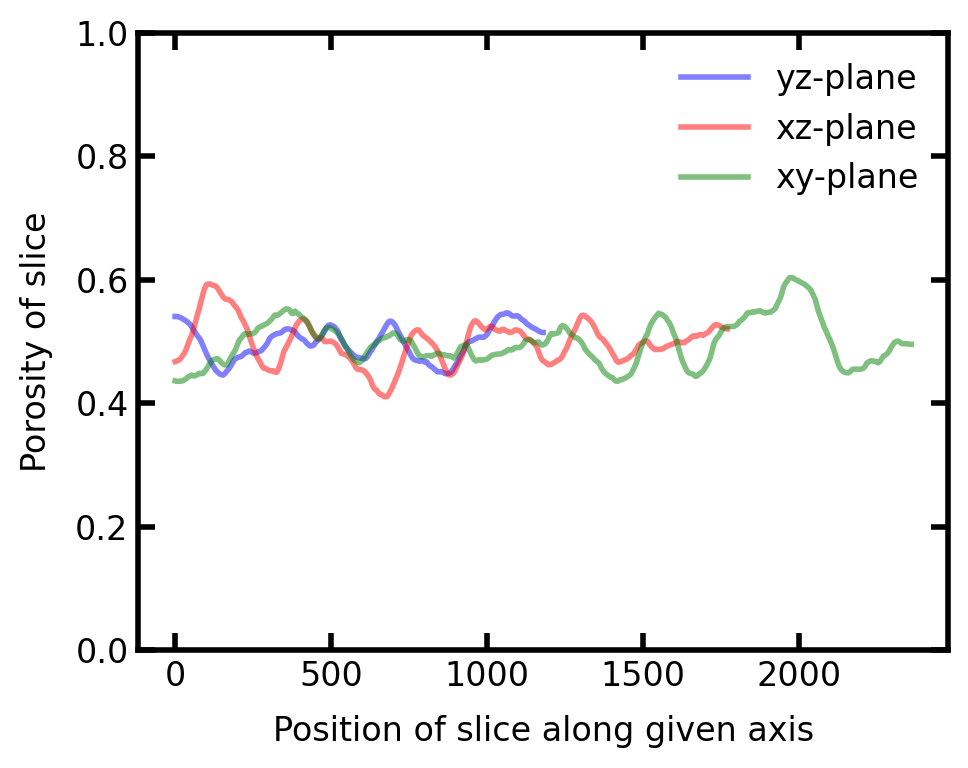 1.0
0.8
0.6
0.4
0.2
0.0
Porosity of slice
yz-plane
xz-plane
xy-plane
0 500 1000 1500 2000
Position of slice along given axis